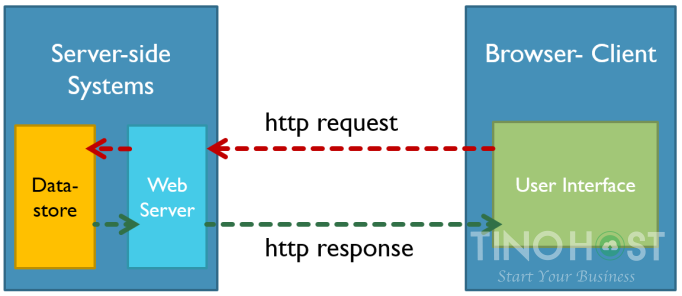 Server-side
Systems
Browser- Client
http request
Data-
store
Web
Server
User Interface
http response
TINOHOST
Start Your Business